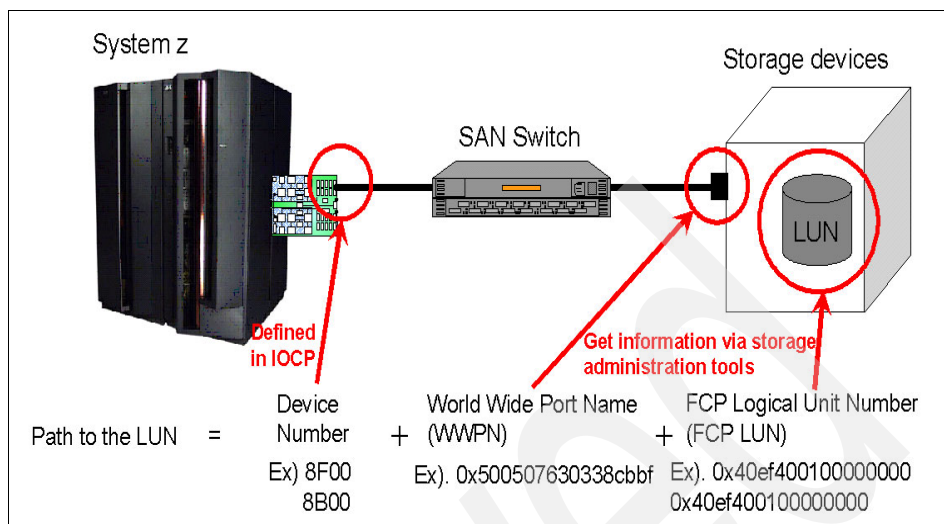 System z
Storage devices
SAN Switch
LUN
Defined
in IOCP
Get information via storage
administration tools
Path to the LUN = Device Number + World Wide Port Name (WWPN) + FCP Logical Unit Number (FCP LUN)
Ex) 8F00
8B00
Ex). 0x500507630338cbbf
Ex). 0x40ef400100000000
0x40ef400100000000